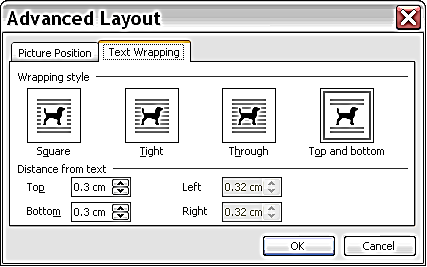 Advanced Layout
Picture Position Text Wrapping
Wrapping style
Square Tight Through Top and bottom
Distance from text
Top 0.3 cm Left 0.32 cm
Bottom 0.3 cm Right 0.32 cm
OK Cancel